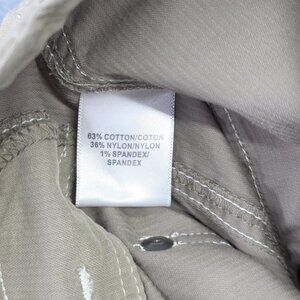 63% COTTON/COTON
36% NYLON/NYLON
1% SPANDEX/
SPANDEX